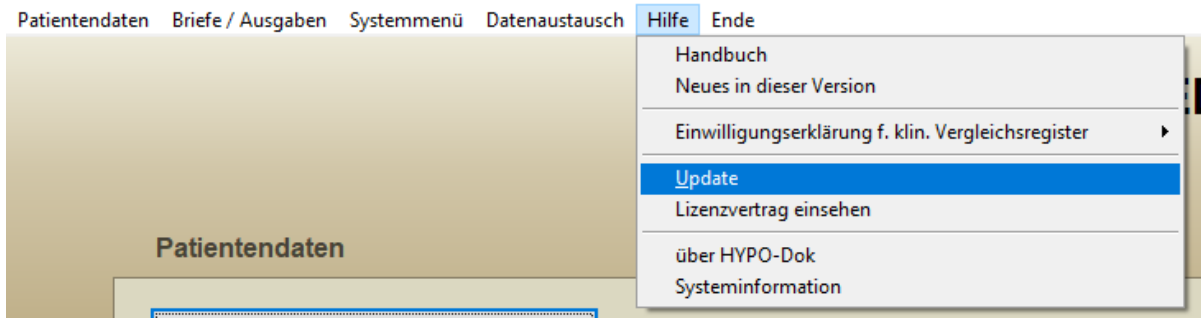 Patientendaten Briefe / Ausgaben Systemmenü Datenaustausch Hilfe Ende
Handbuch
Neues in dieser Version
Einwilligungserklärung f. klin. Vergleichsregister
Update
Lizenzvertrag einsehen
über HYPO-Dok
Systeminformation
Patientendaten